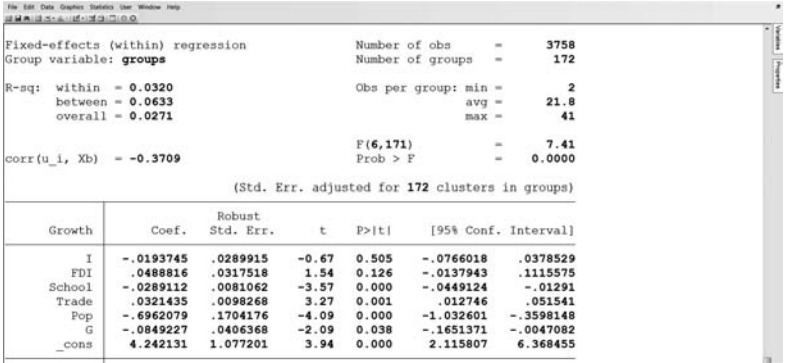 File Edit Data Graphics Statistics User Window Help
Fixed-effects (within) regression Number of obs = 3758
Group variable: groups Number of groups = 172
R-sq: within = 0.0320 Obs per group: min = 2
between = 0.0633 avg = 21.8
overall = 0.0271 max = 41
F(6,171) = 7.41
corr(u_i, Xb) = -0.3709 Prob > F = 0.0000
(Std. Err. adjusted for 172 clusters in groups)
Robust
Growth Coef. Std. Err. t P>|t| [95% Conf. Interval]
I -.0193745 .0289915 -0.67 0.505 -.0766018 .0378529
FDI .0488816 .0317518 1.54 0.126 -.0137943 .1115575
School -.0289112 .0081062 -3.57 0.000 -.0449124 -.01291
Trade .0321435 .0098268 3.27 0.001 .012746 .051541
Pop -.6962079 .1704176 -4.09 0.000 -1.032601 -.3598148
G -.0849227 .0406368 -2.09 0.038 -.1651371 -.0047082
_cons 4.242131 1.077201 3.94 0.000 2.115807 6.368455
Variables
Properties